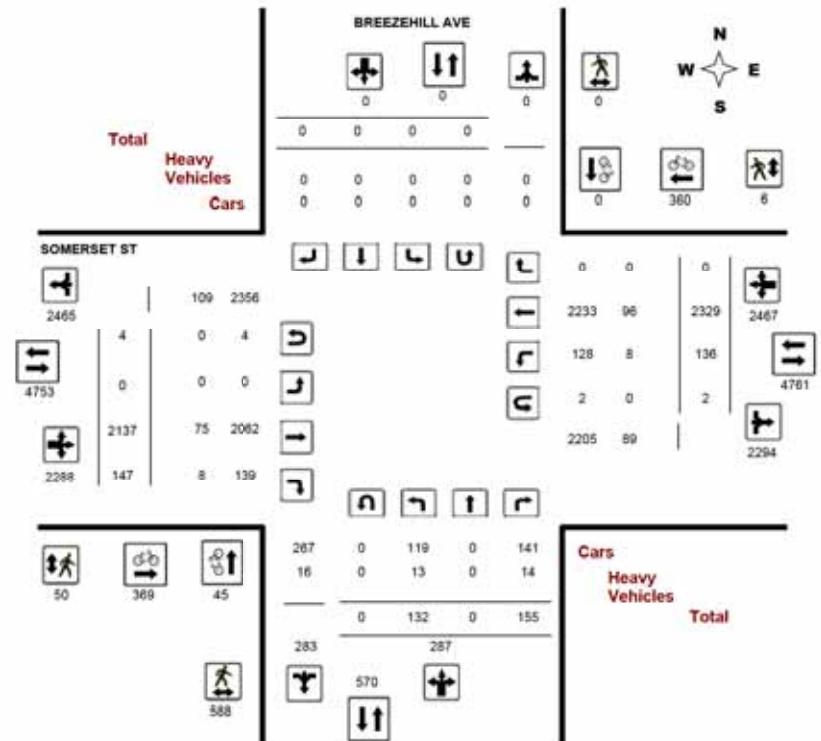 BREEZEHILL AVE
N
W E
S
0 0 0 0
0 0 0 0
Total
Heavy
Vehicles 0 0 0 0
Cars 0 0 0 0
0 360 6
SOMERSET ST
2465
109 2356
4 0 4
4753
0 0 0
2137 75 2062
2288
147 8 139
0 0 0
2233 96 2329
2467
128 8 136
4761
2 0 2
2205 89
2294
267 0 119 0 141
16 0 13 0 14
0 132 0 155
283 287
570
50 369 45
588
Cars
Heavy
Vehicles
Total